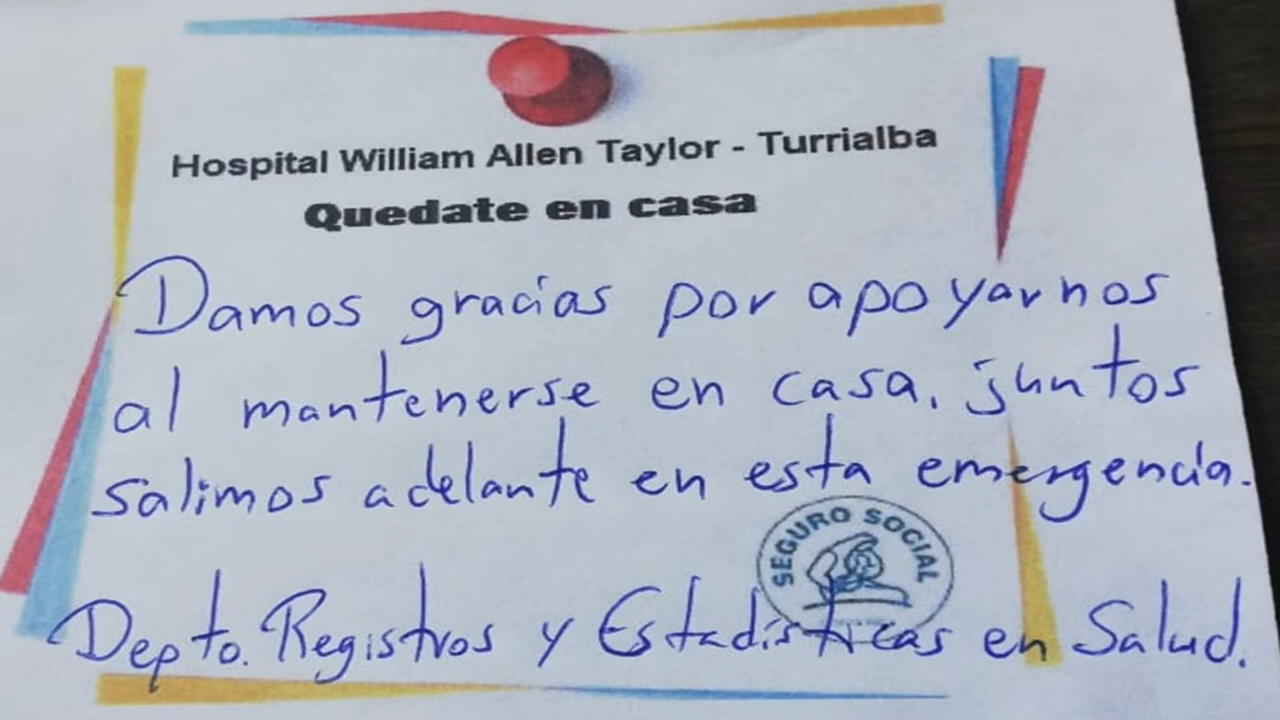 Hospital William Allen Taylor - Turrialba
Quedate en casa
Damos gracias por apoyarnos
al mantenerse en casa, juntos
salimos adelante en esta emergencia.
SEGURO SOCIAL
Depto. Registros y Estadísticas en Salud.